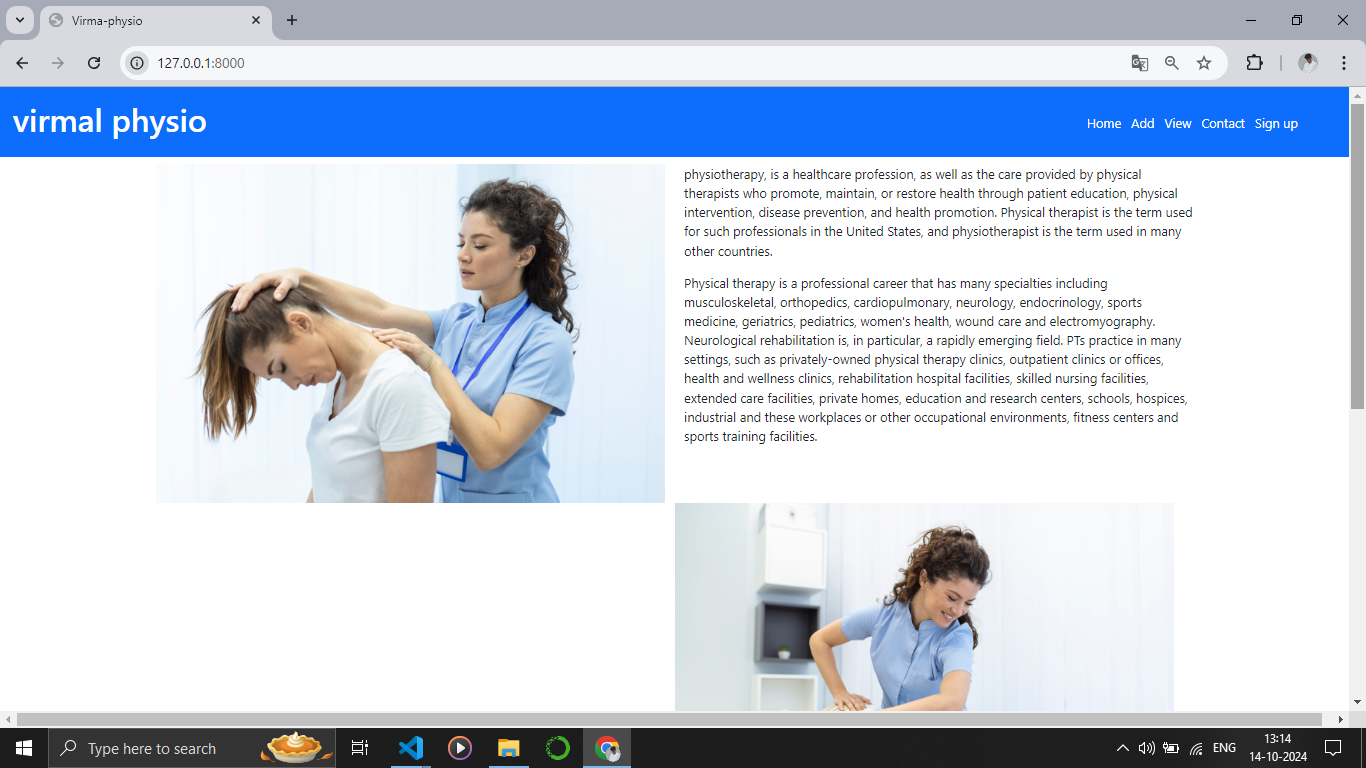 Virma-physio
127.0.0.1:8000
virmal physio
Home Add View Contact Sign up
physiotherapy, is a healthcare profession, as well as the care provided by physical
therapists who promote, maintain, or restore health through patient education, physical
intervention, disease prevention, and health promotion. Physical therapist is the term used
for such professionals in the United States, and physiotherapist is the term used in many
other countries.
Physical therapy is a professional career that has many specialties including
musculoskeletal, orthopedics, cardiopulmonary, neurology, endocrinology, sports
medicine, geriatrics, pediatrics, women's health, wound care and electromyography.
Neurological rehabilitation is, in particular, a rapidly emerging field. PTs practice in many
settings, such as privately-owned physical therapy clinics, outpatient clinics or offices,
health and wellness clinics, rehabilitation hospital facilities, skilled nursing facilities,
extended care facilities, private homes, education and research centers, schools, hospices,
industrial and these workplaces or other occupational environments, fitness centers and
sports training facilities.
Type here to search
ENG
13:14
14-10-2024